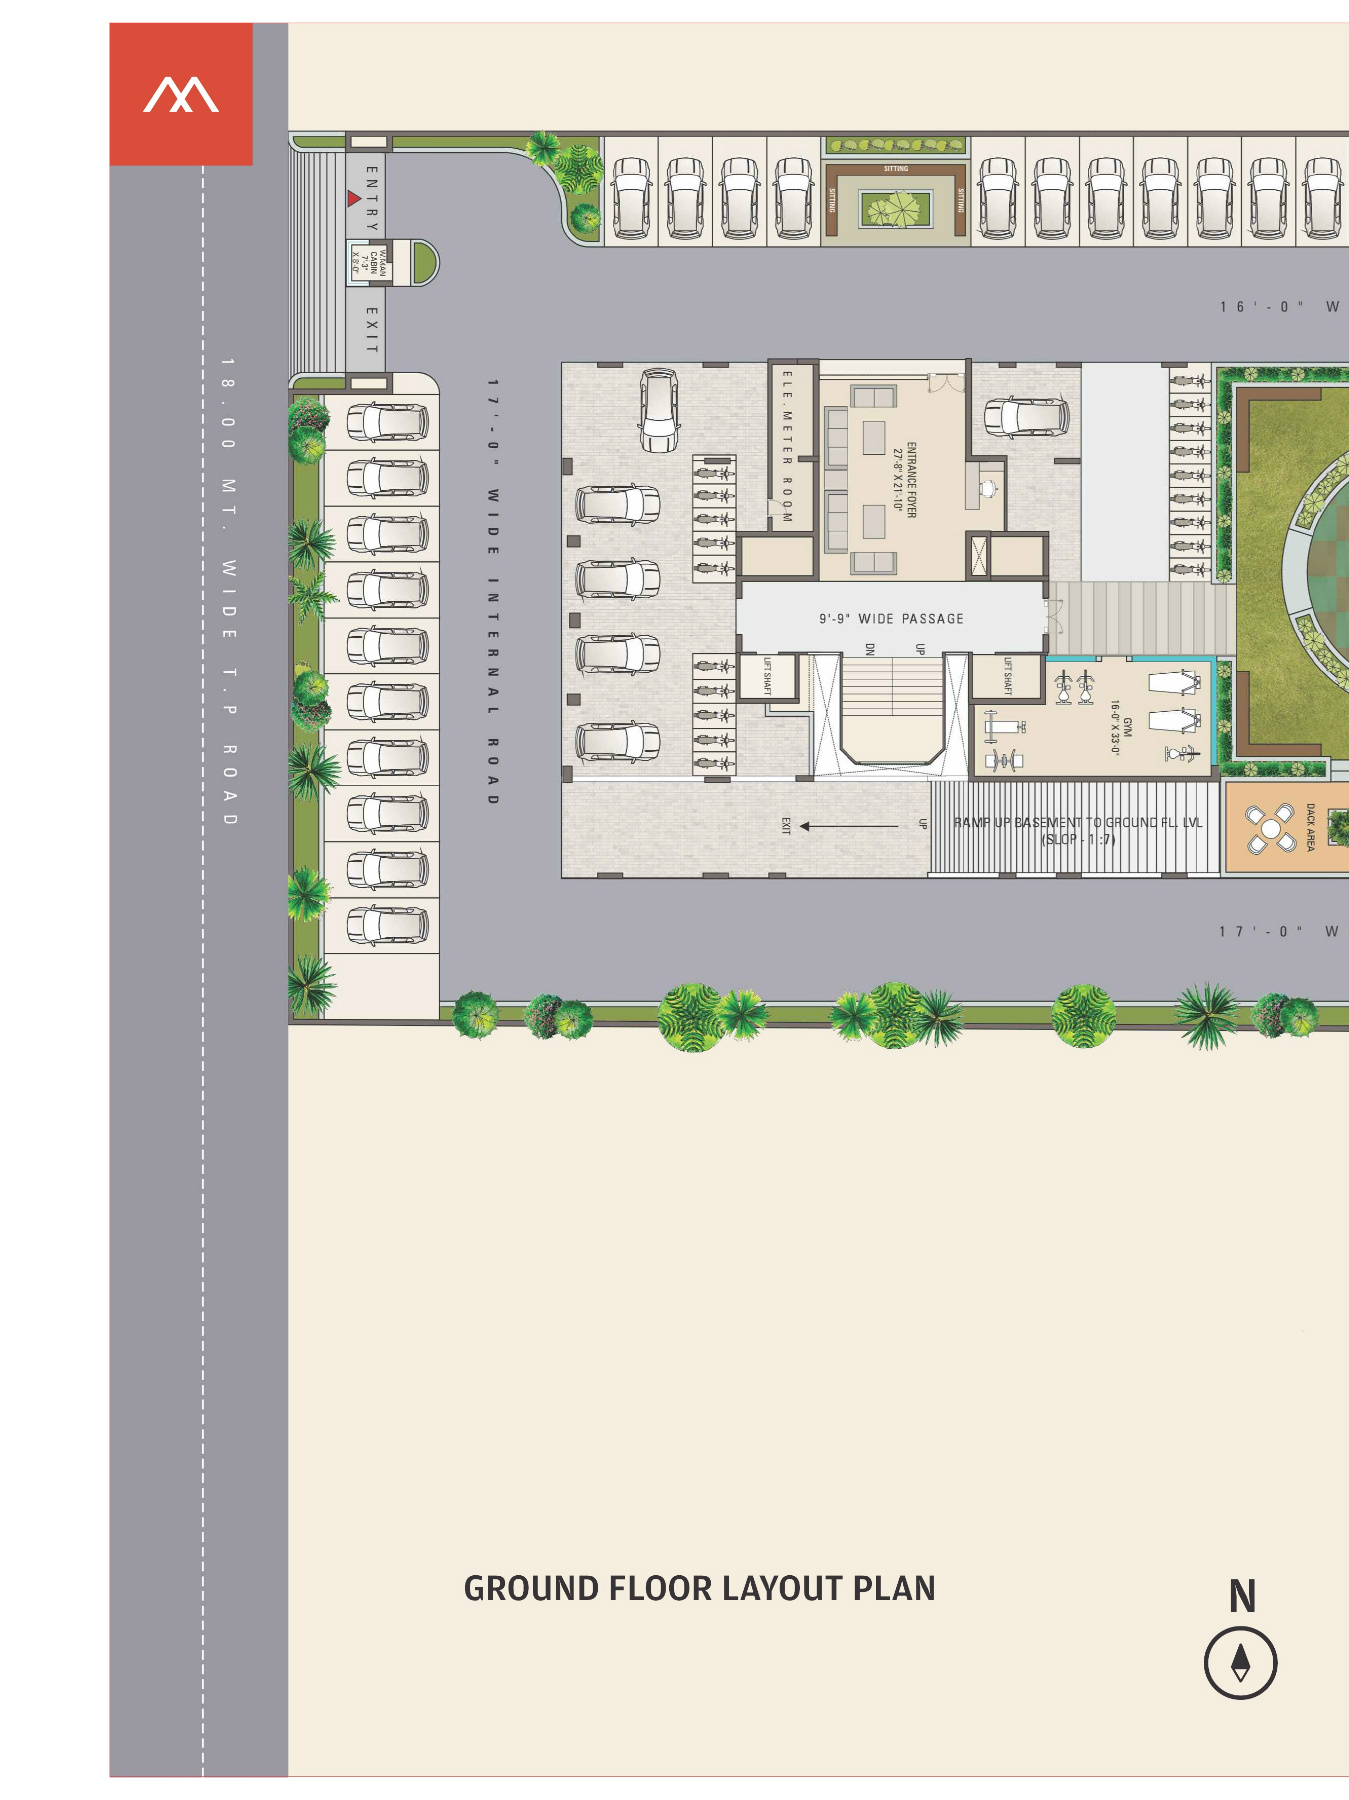 ENTRY
SITTING
SITTING
SITTING
W/MAN
CABIN
7'-3"
X 8'-0"
EXIT
16'-0" W
18.00 MT. WIDE T.P ROAD
17'-0" WIDE INTERNAL ROAD
ELE.METER ROOM
ENTRANCE FOYER
27'-8" X 21'-10"
9'-9" WIDE PASSAGE
DN
UP
LIFT SHAFT
LIFT SHAFT
GYM
16'-0" X 33'-0"
EXIT
UP
RAMP UP BASEMENT TO GROUND FL. LVL
(SLOP - 1 :7)
DACK AREA
17'-0" W
GROUND FLOOR LAYOUT PLAN
N